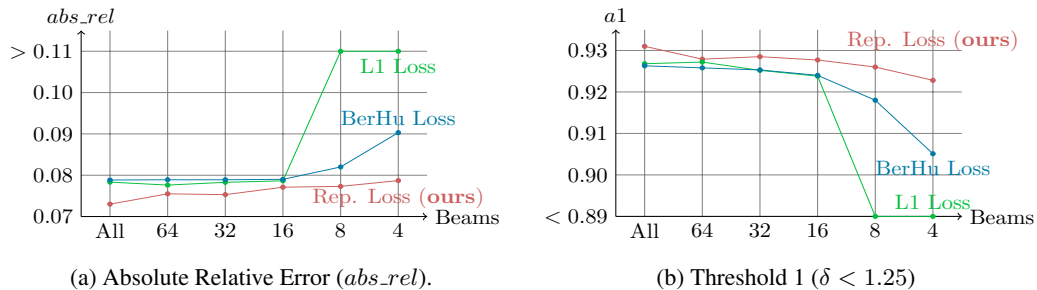 abs_rel
> 0.11
0.10
0.09
0.08
0.07
L1 Loss
BerHu Loss
Rep. Loss (ours)
Beams
All 64 32 16 8 4
(a) Absolute Relative Error (abs_rel).
a1
0.93
0.92
0.91
0.90
< 0.89
Rep. Loss (ours)
BerHu Loss
L1 Loss
Beams
All 64 32 16 8 4
(b) Threshold 1 (δ < 1.25)